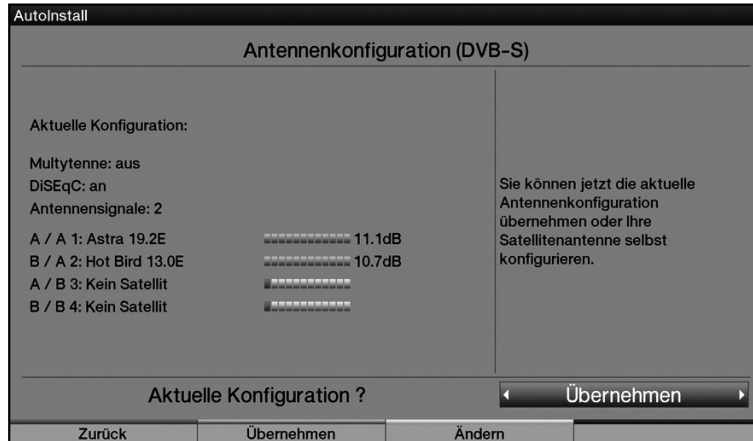 AutoInstall
Antennenkonfiguration (DVB-S)
Aktuelle Konfiguration:
Multytenne: aus
DiSEqC: an
Antennensignale: 2
A / A 1: Astra 19.2E 11.1dB
B / A 2: Hot Bird 13.0E 10.7dB
A / B 3: Kein Satellit
B / B 4: Kein Satellit
Sie können jetzt die aktuelle
Antennenkonfiguration
übernehmen oder Ihre
Satellitenantenne selbst
konfigurieren.
Aktuelle Konfiguration ?
Übernehmen
Zurück
Übernehmen
Ändern